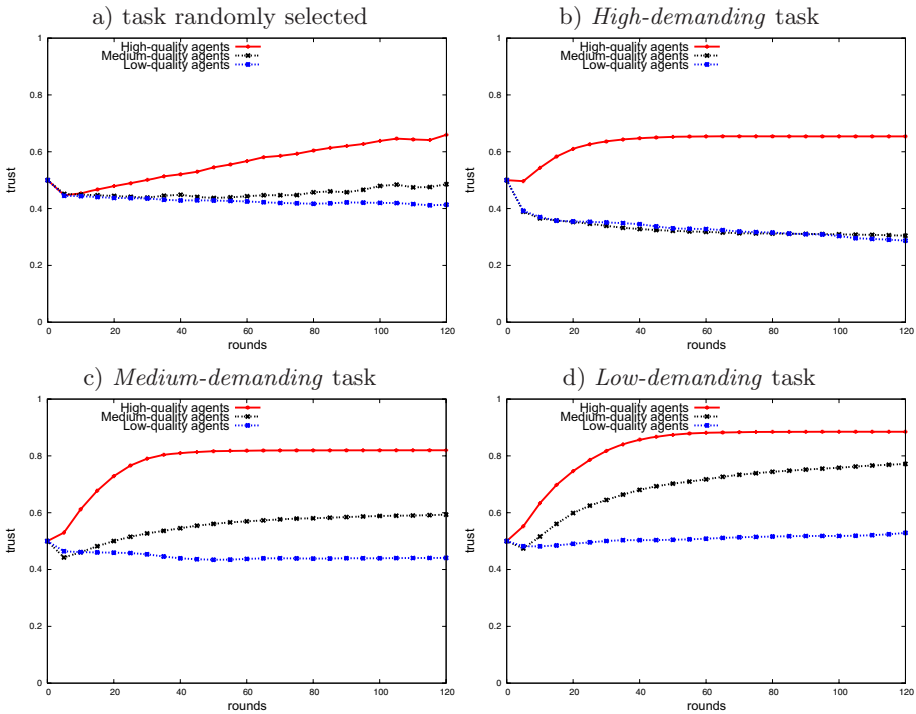 a) task randomly selected
1
0.8
0.6
0.4
0.2
0
0 20 40 60 80 100 120
trust
rounds
High-quality agents
Medium-quality agents
Low-quality agents
b) High-demanding task
1
0.8
0.6
0.4
0.2
0
0 20 40 60 80 100 120
trust
rounds
High-quality agents
Medium-quality agents
Low-quality agents
c) Medium-demanding task
1
0.8
0.6
0.4
0.2
0
0 20 40 60 80 100 120
trust
rounds
High-quality agents
Medium-quality agents
Low-quality agents
d) Low-demanding task
1
0.8
0.6
0.4
0.2
0
0 20 40 60 80 100 120
trust
rounds
High-quality agents
Medium-quality agents
Low-quality agents